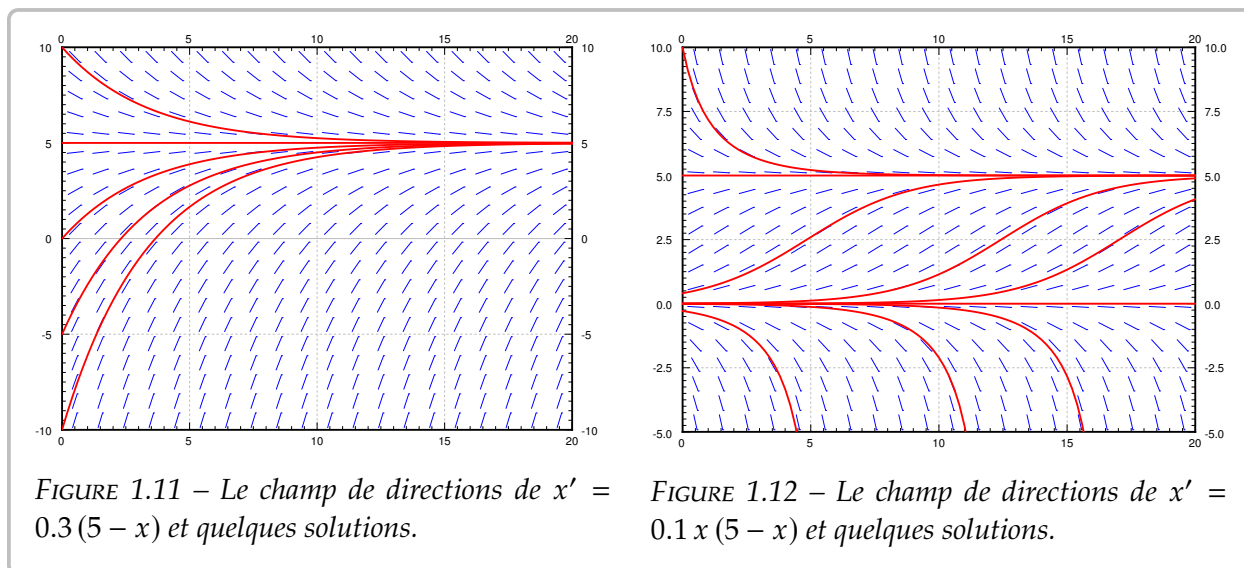 0 5 10 15 20
10 10
5 5
0 0
-5 -5
-10 -10
0 5 10 15 20
FIGURE 1.11 – Le champ de directions de x′ =
0.3 (5 − x) et quelques solutions.
0 5 10 15 20
10.0 10.0
7.5 7.5
5.0 5.0
2.5 2.5
0.0 0.0
-2.5 -2.5
-5.0 -5.0
0 5 10 15 20
FIGURE 1.12 – Le champ de directions de x′ =
0.1 x (5 − x) et quelques solutions.